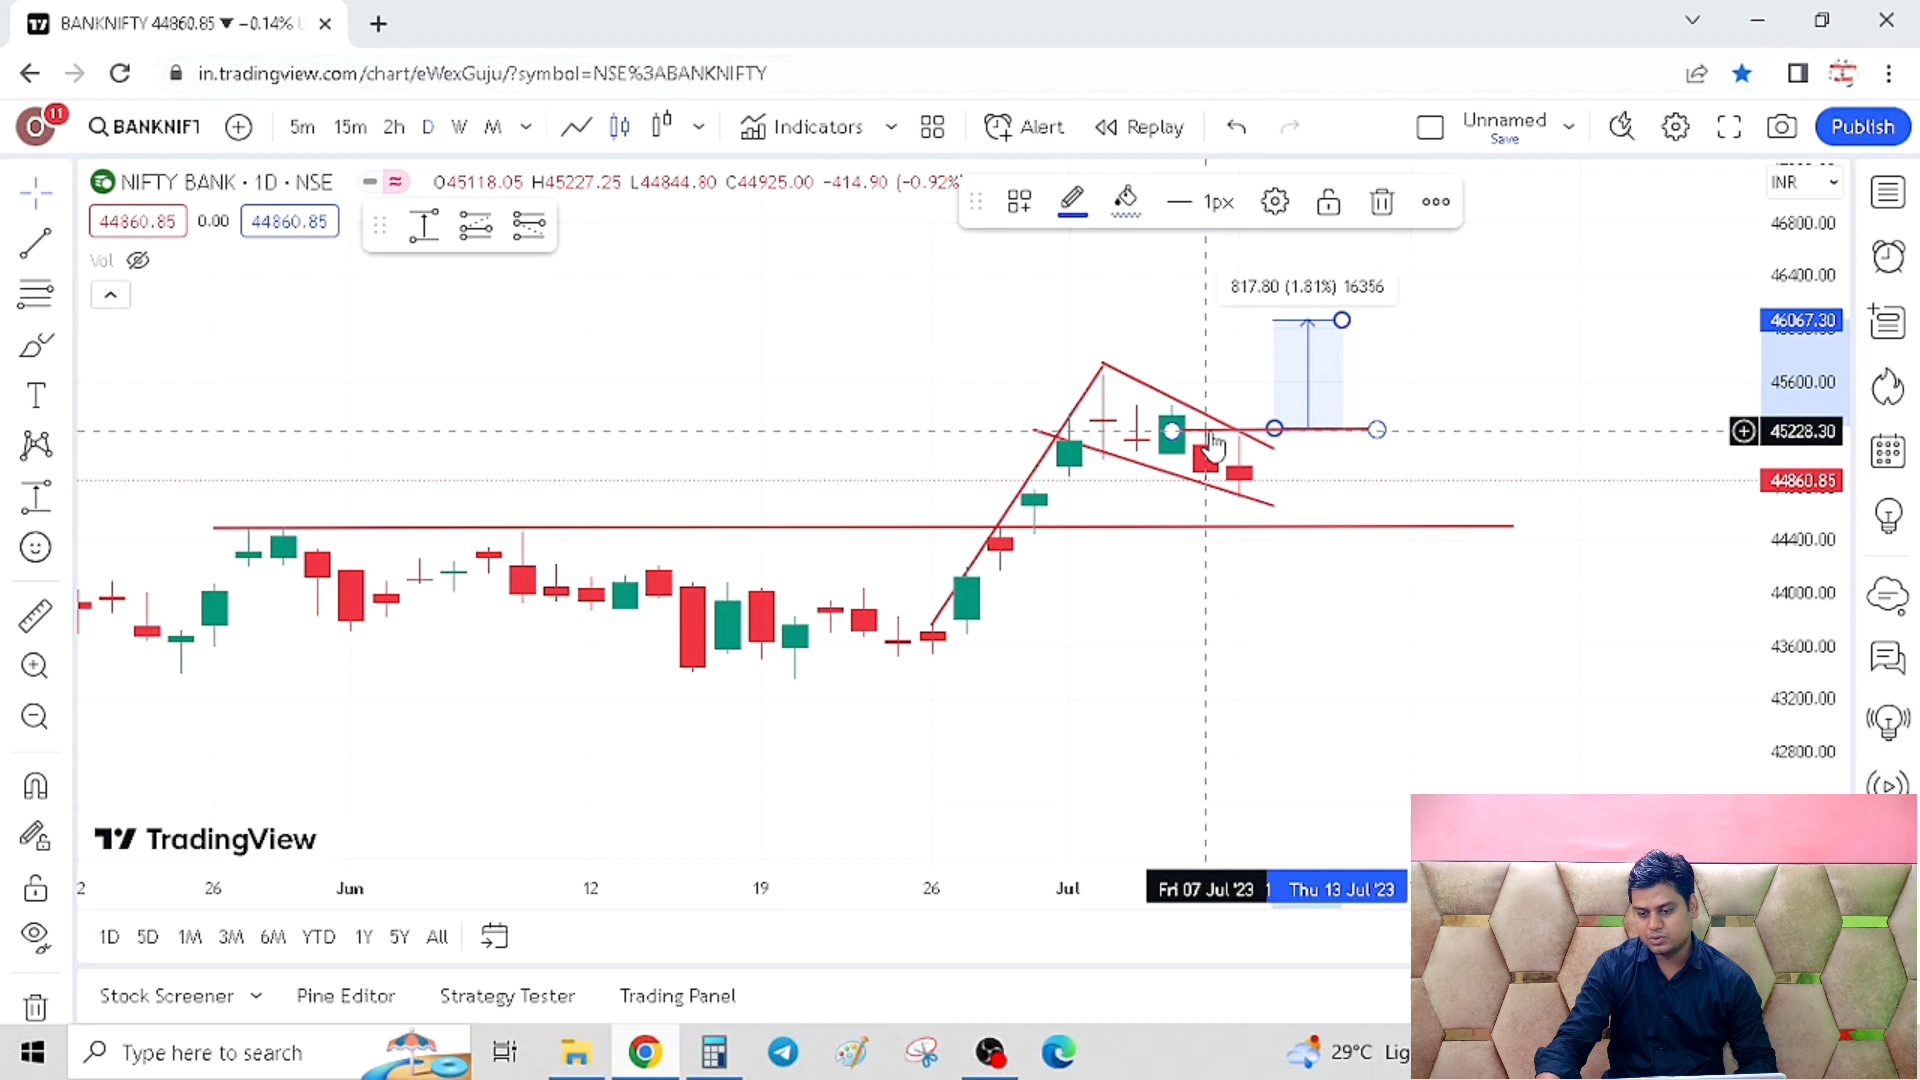 BANKNIFTY 44860.85 ▼ −0.14% U
in.tradingview.com/chart/eWexGuju/?symbol=NSE%3ABANKNIFTY
11
O
BANKNIFT
5m
15m
2h
D
W
M
Indicators
Alert
Replay
Unnamed
Save
Publish
NIFTY BANK · 1D · NSE
O45118.05 H45227.25 L44844.80 C44925.00 −414.90 (−0.92%)
1px
INR
44860.85
0.00
44860.85
Vol
817.80 (1.81%) 16356
46800.00
46400.00
46067.30
45600.00
45228.30
44860.85
44400.00
44000.00
43600.00
43200.00
42800.00
TradingView
2
26
Jun
12
19
26
Jul
Fri 07 Jul '23
1
Thu 13 Jul '23
1D
5D
1M
3M
6M
YTD
1Y
5Y
All
Stock Screener
Pine Editor
Strategy Tester
Trading Panel
Type here to search
29°C Lig